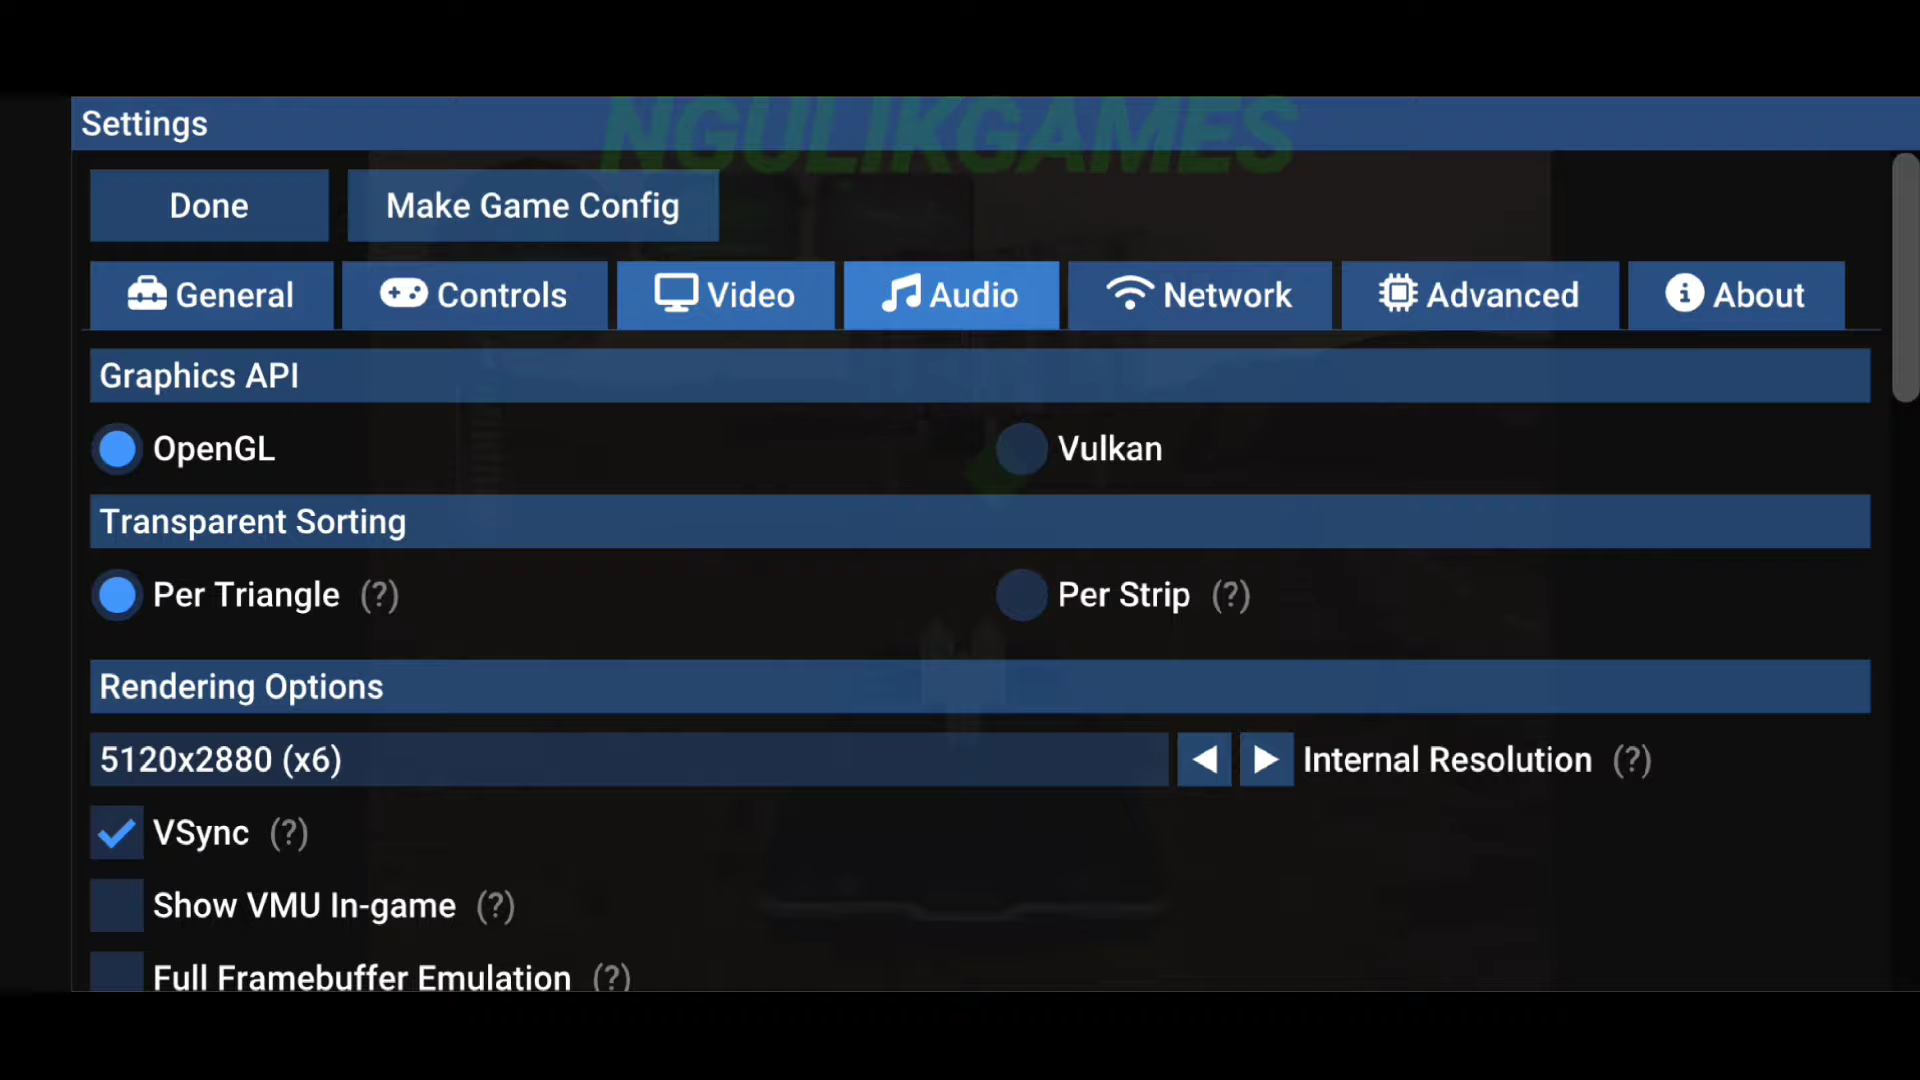 NGULIKGAMES
Settings
Done Make Game Config
General Controls Video Audio Network Advanced About
Graphics API
OpenGL Vulkan
Transparent Sorting
Per Triangle (?) Per Strip (?)
Rendering Options
5120x2880 (x6) Internal Resolution (?)
VSync (?)
Show VMU In-game (?)
Full Framebuffer Emulation (?)